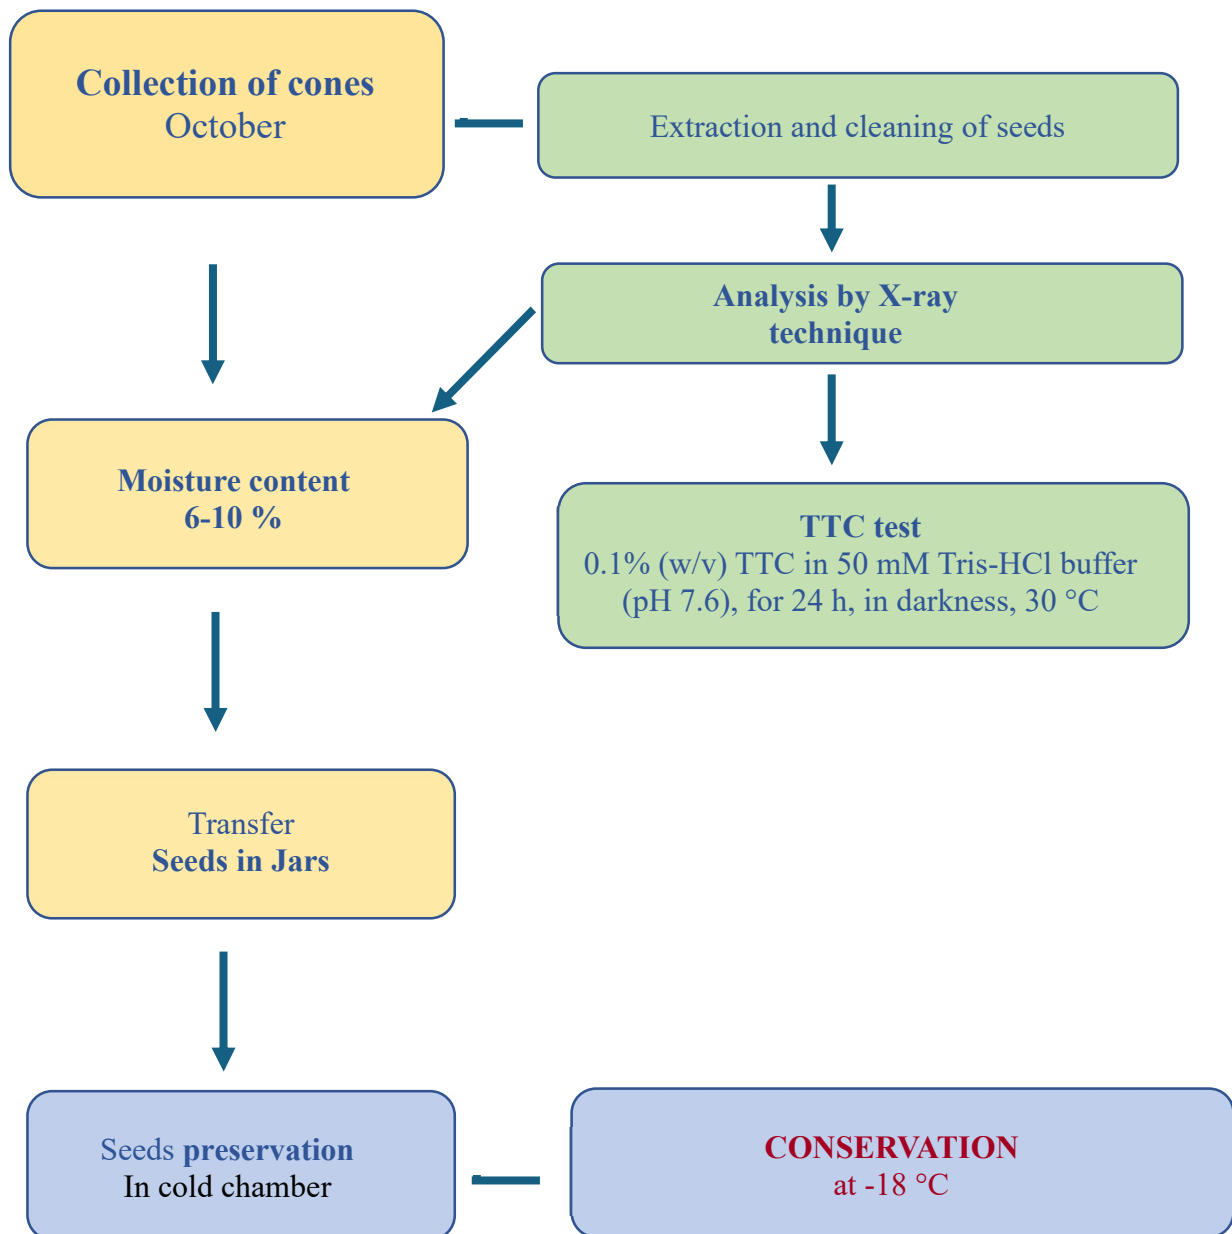 Collection of cones
October
Extraction and cleaning of seeds
Analysis by X-ray
technique
Moisture content
6-10 %
TTC test
0.1% (w/v) TTC in 50 mM Tris-HCl buffer
(pH 7.6), for 24 h, in darkness, 30 °C
Transfer
Seeds in Jars
Seeds preservation
In cold chamber
CONSERVATION
at -18 °C